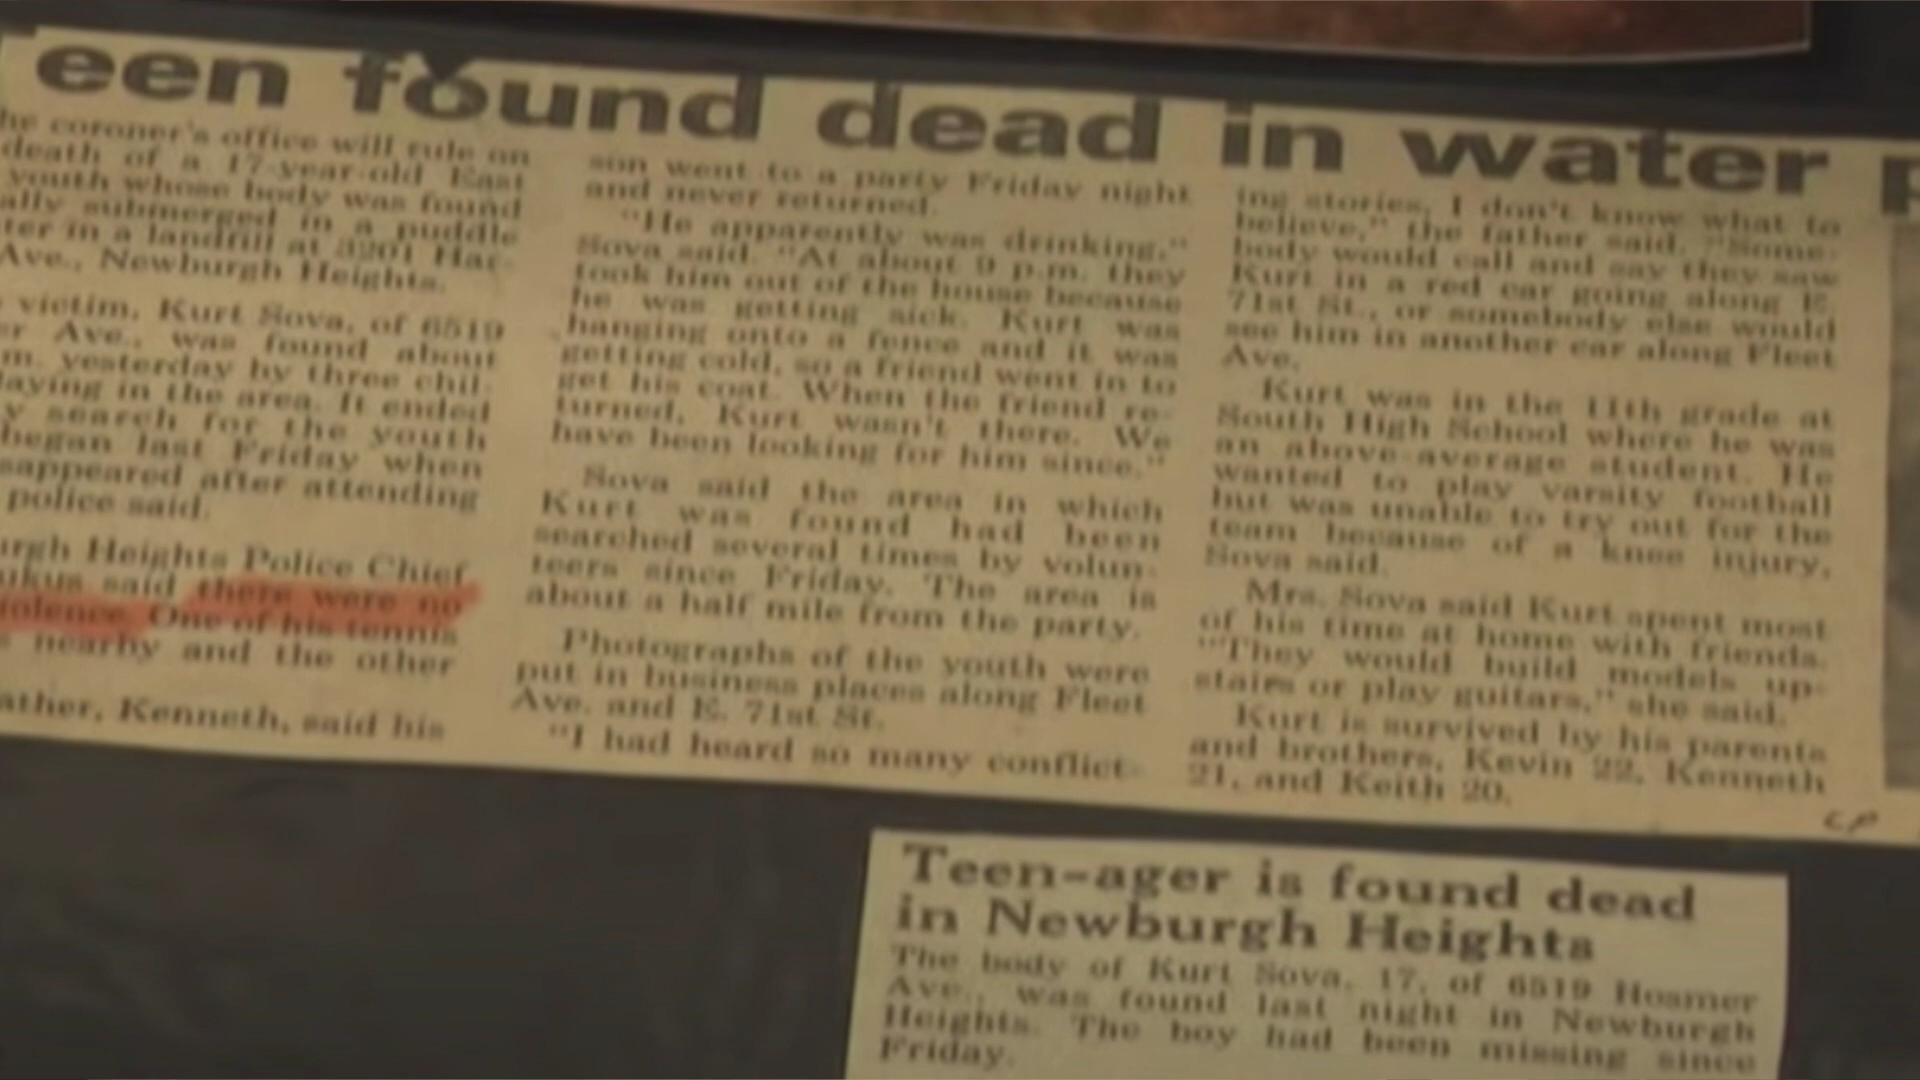 een found dead in water p
he coroner's office will rule on
death of a 17-year-old East
youth whose body was found
ally submerged in a puddle
ter in a landfill at 3201 Har-
Ave., Newburgh Heights.
victim, Kurt Sova, of 6519
r Ave., was found about
m. yesterday by three chil-
laying in the area. It ended
y search for the youth
began last Friday when
sappeared after attending
police said.
urgh Heights Police Chief
ukus said there were no
iolence. One of his tennis
s nearby and the other
ather, Kenneth, said his
son went to a party Friday night
and never returned.
"He apparently was drinking,"
Sova said. "At about 9 p.m. they
took him out of the house because
he was getting sick. Kurt was
hanging onto a fence and it was
getting cold, so a friend went in to
get his coat. When the friend re-
turned, Kurt wasn't there. We
have been looking for him since."
Sova said the area in which
Kurt was found had been
searched several times by volun-
teers since Friday. The area is
about a half mile from the party.
Photographs of the youth were
put in business places along Fleet
Ave. and E. 71st St.
"I had heard so many conflict-
ing stories, I don't know what to
believe," the father said. "Some-
body would call and say they saw
Kurt in a red car going along E.
71st St., or somebody else would
see him in another car along Fleet
Ave.
Kurt was in the 11th grade at
South High School where he was
an above-average student. He
wanted to play varsity football
but was unable to try out for the
team because of a knee injury,
Sova said.
Mrs. Sova said Kurt spent most
of his time at home with friends.
"They would build models up-
stairs or play guitars," she said.
Kurt is survived by his parents
and brothers, Kevin 22, Kenneth
21, and Keith 20.
CP
Teen-ager is found dead
in Newburgh Heights
The body of Kurt Sova, 17, of 6519 Hosmer
Ave., was found last night in Newburgh
Heights. The boy had been missing since
Friday.